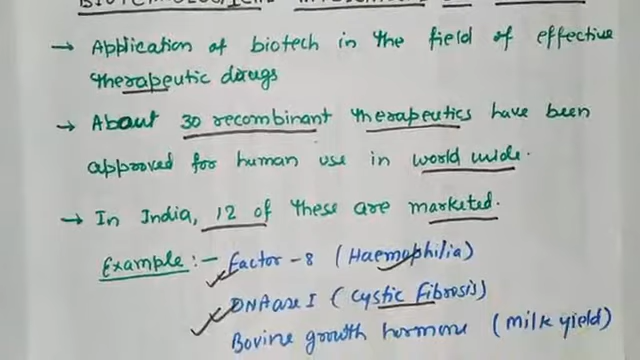 → Application of biotech in the field of effective
therapeutic drugs
→ About 30 recombinant therapeutics have been
approved for human use in world wide.
→ In India, 12 of these are marketed.
Example :- Factor-8 (Haemophilia)
DNAase I (Cystic Fibrosis)
Bovine growth hormone (milk yield)